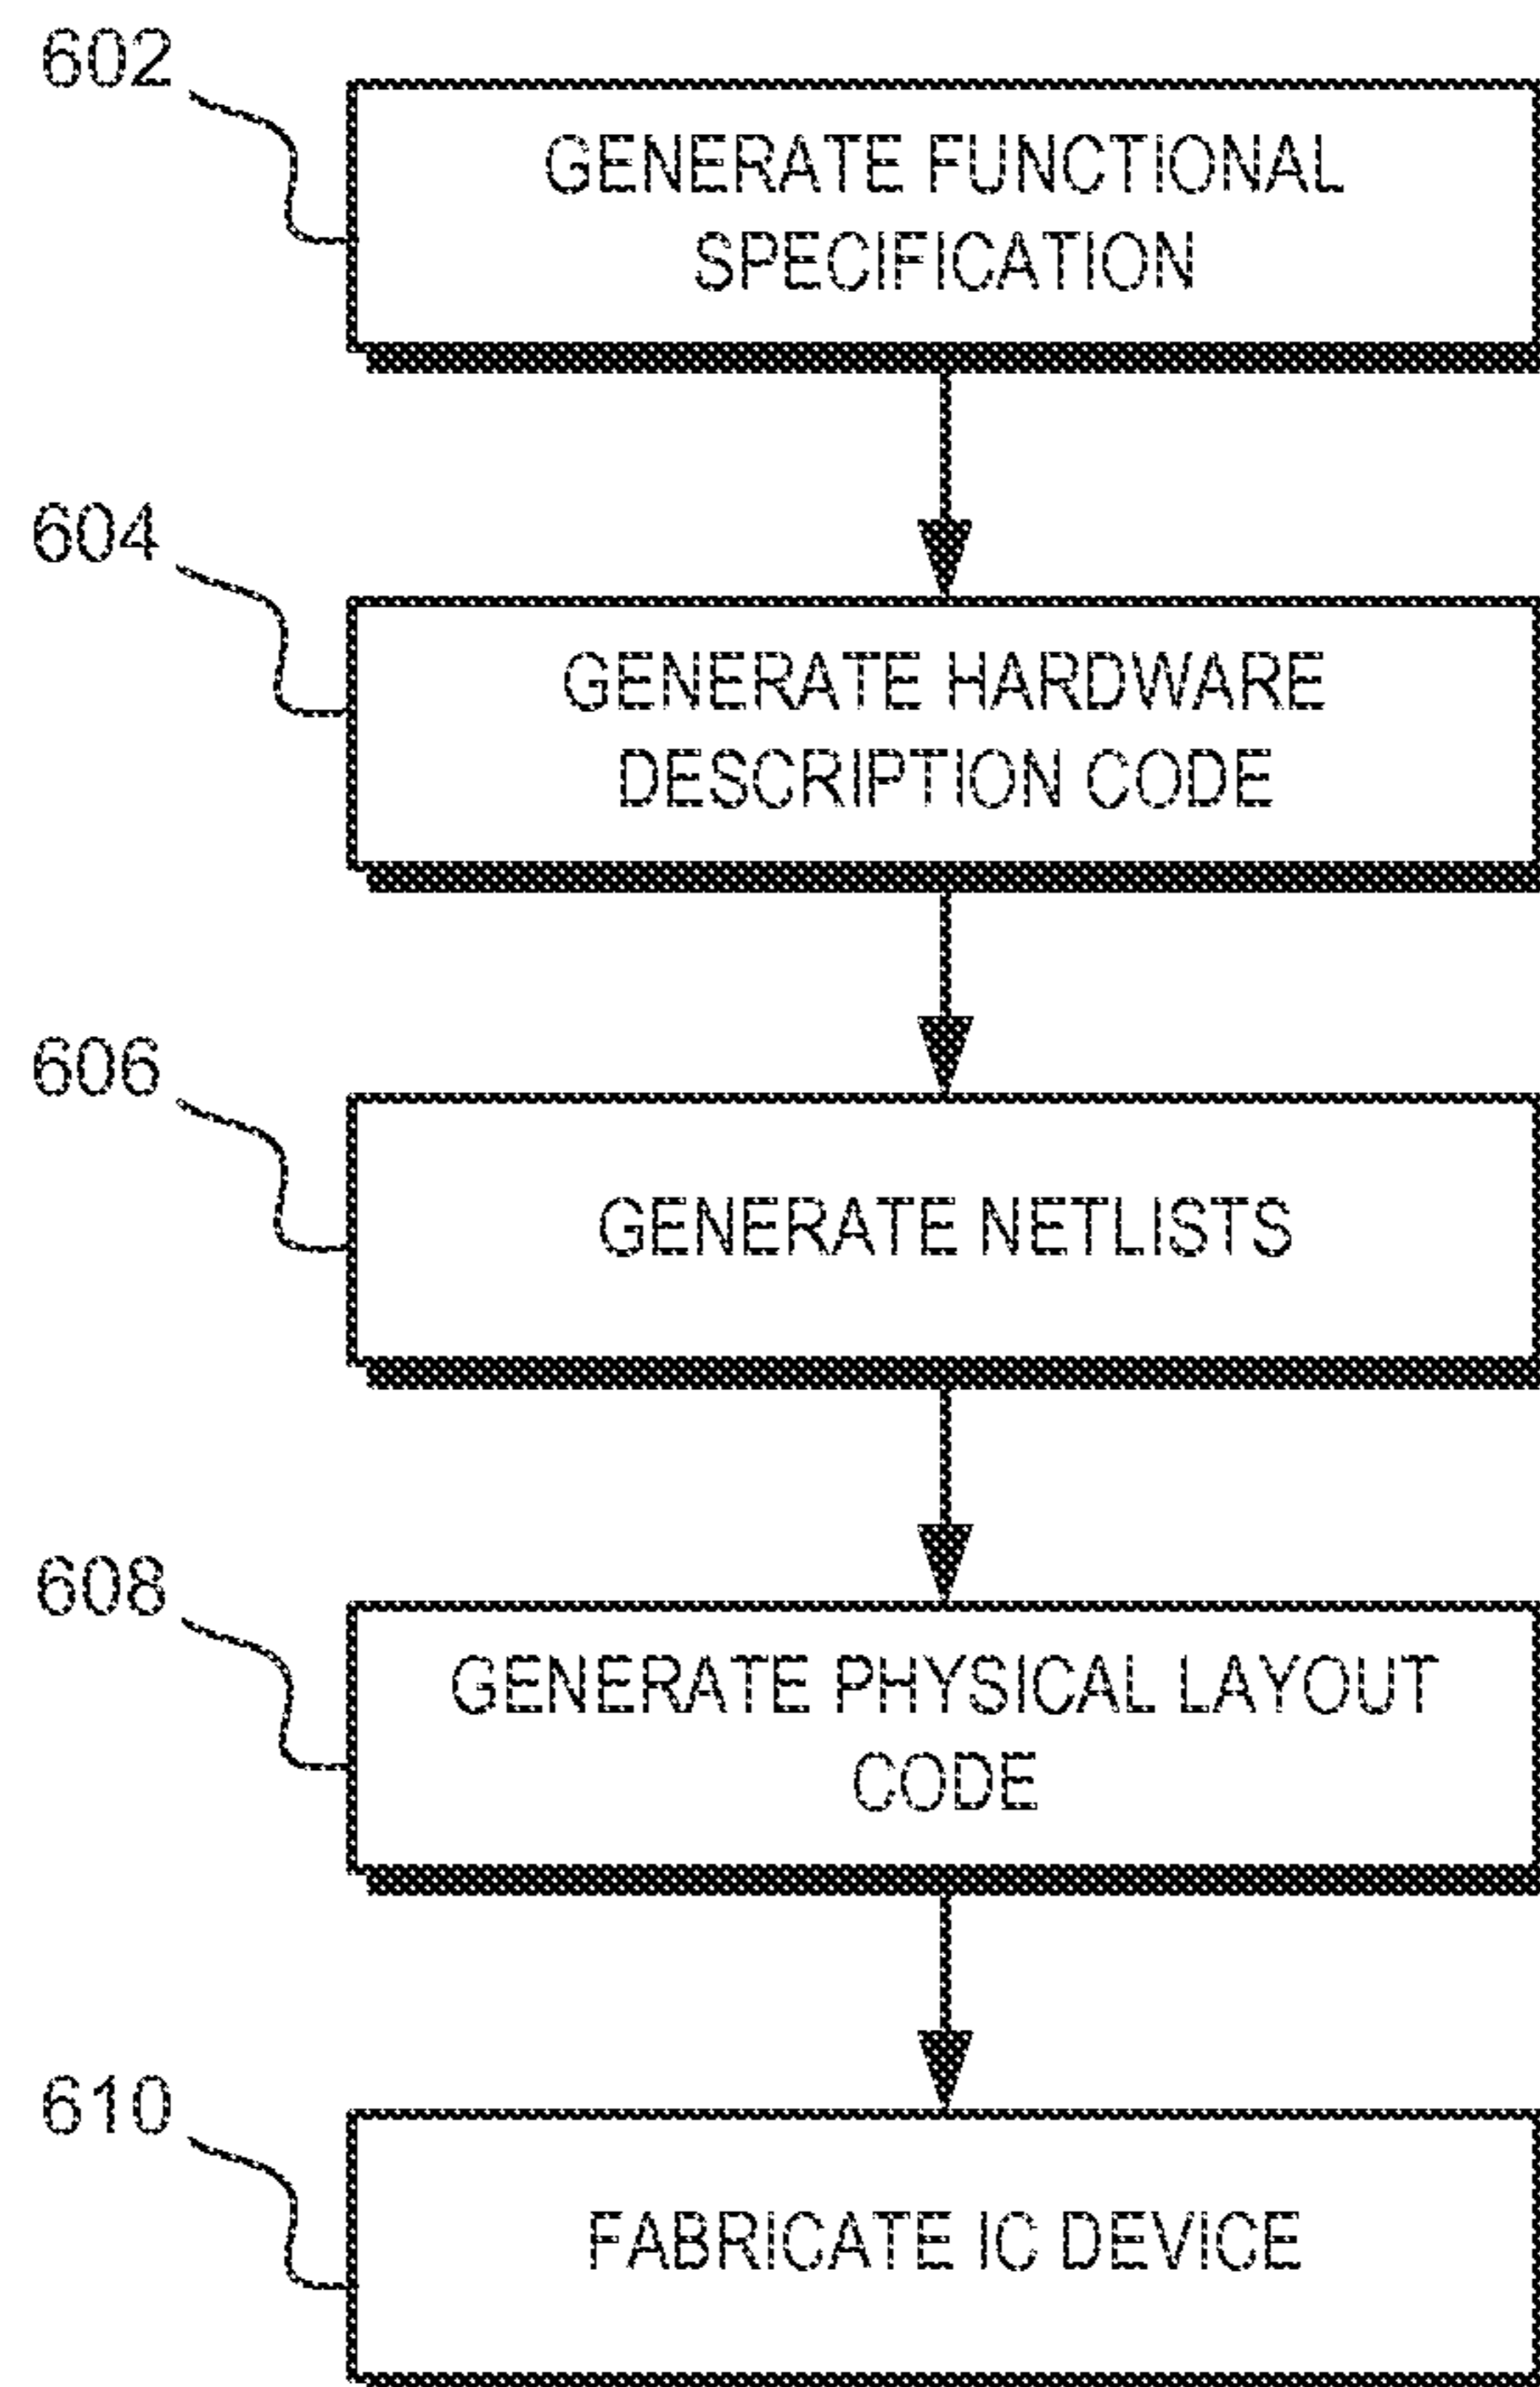 602
GENERATE FUNCTIONAL
SPECIFICATION
604
GENERATE HARDWARE
DESCRIPTION CODE
606
GENERATE NETLISTS
608
GENERATE PHYSICAL LAYOUT
CODE
610
FABRICATE IC DEVICE